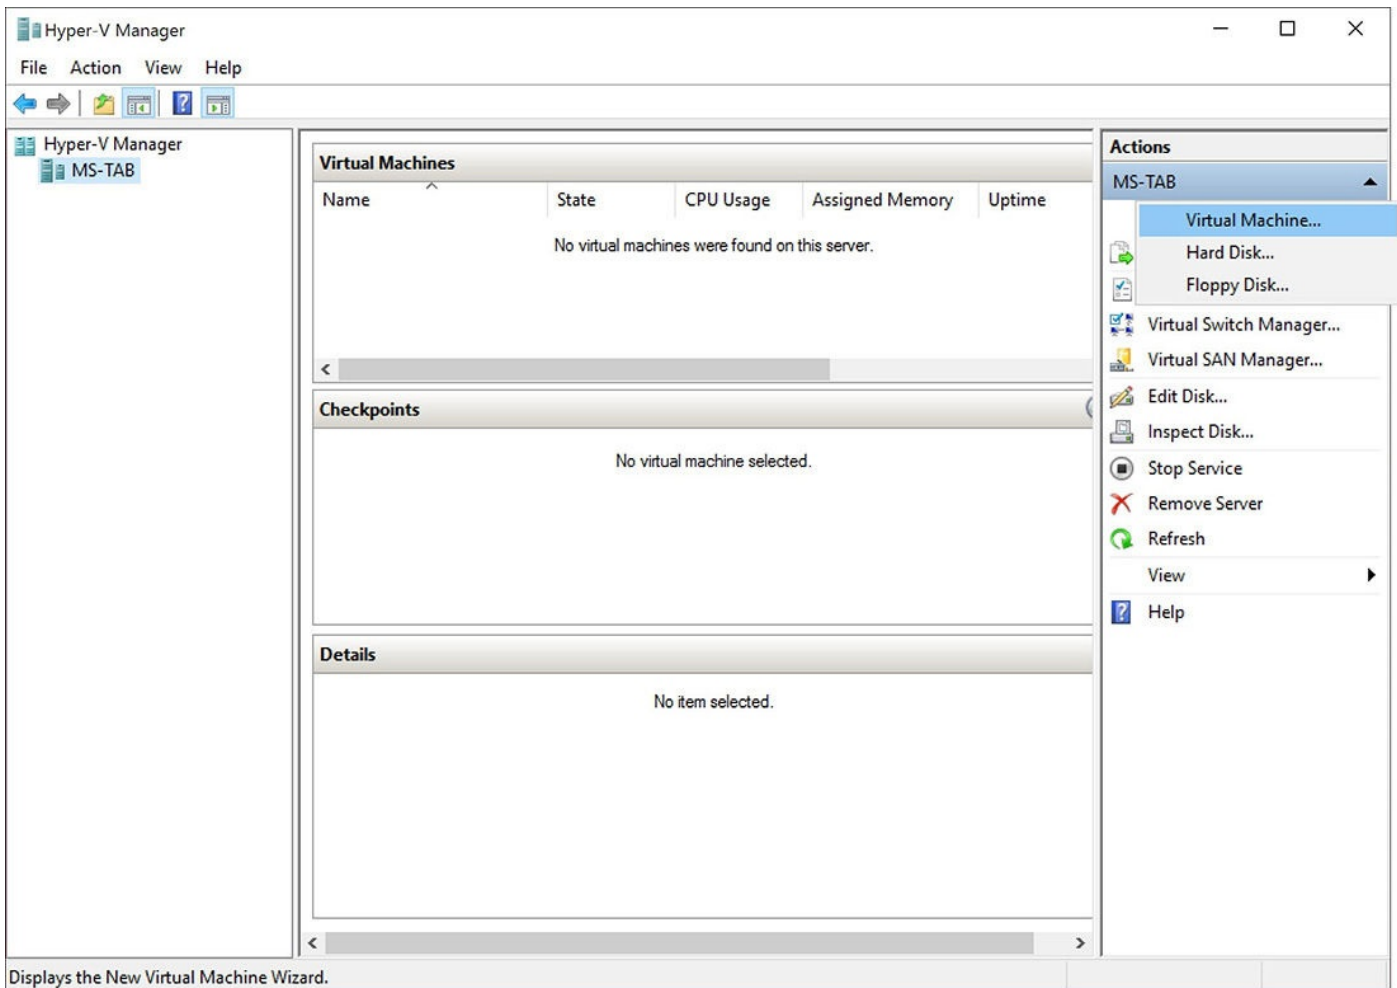 Hyper-V Manager
File Action View Help
Hyper-V Manager
MS-TAB
Virtual Machines
Name State CPU Usage Assigned Memory Uptime
No virtual machines were found on this server.
Checkpoints
No virtual machine selected.
Details
No item selected.
Actions
MS-TAB
Virtual Machine...
Hard Disk...
Floppy Disk...
Virtual Switch Manager...
Virtual SAN Manager...
Edit Disk...
Inspect Disk...
Stop Service
Remove Server
Refresh
View
Help
Displays the New Virtual Machine Wizard.